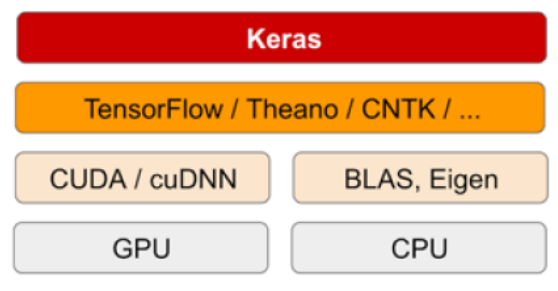 Keras
TensorFlow / Theano / CNTK / ...
CUDA / cuDNN
BLAS, Eigen
GPU
CPU